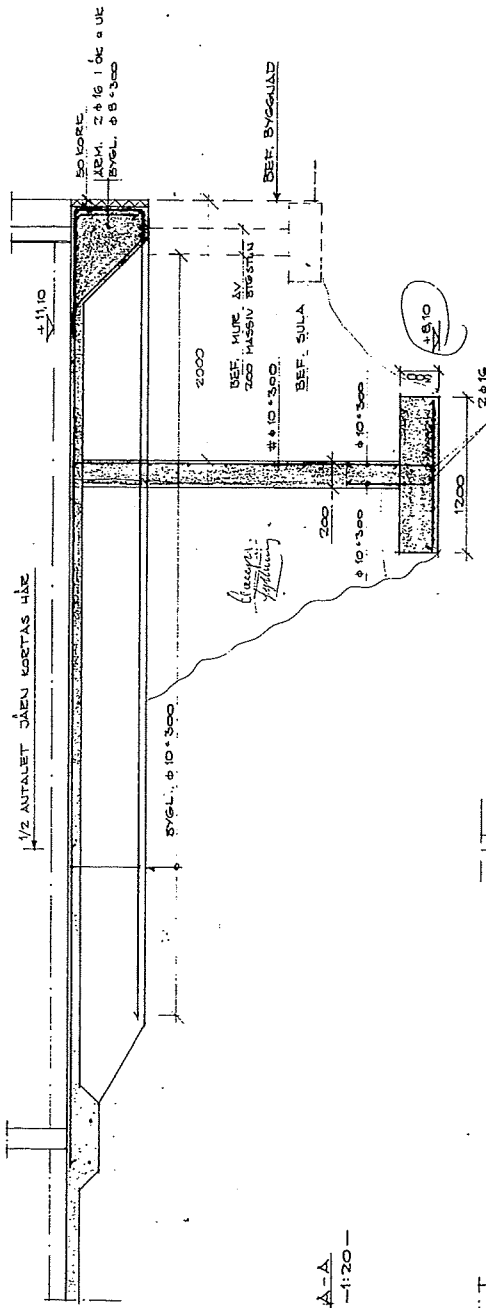 50 KORK
ARM. 2 φ 16 I ÖK o UK
BYGL. φ 8 c 300
+ 11,10
1/2 ANTALET JÄRN KORTAS HÄR
BEF. BYGGNAD
2000
BEF. MUR AV
200 MASSIV
BEF. SULA
# φ 10 c 300
BYGL. φ 10 c 300
200
φ 10 c 300
φ 10 c 300
+8,10
1200
2 φ 16
A-A
-1:20-